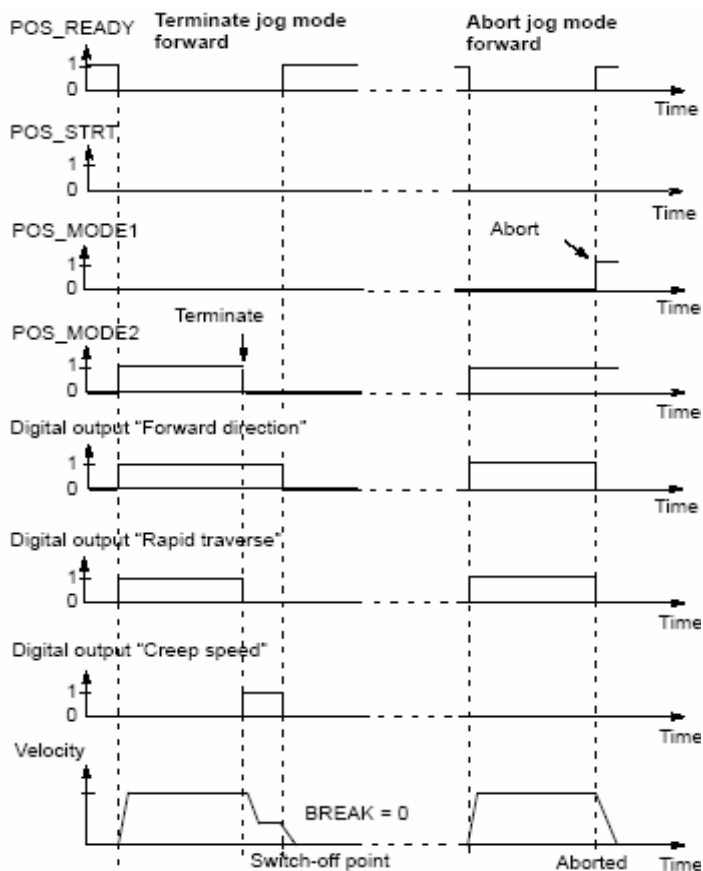 POS_READY
Terminate jog mode
forward
Abort jog mode
forward
1
0
Time
POS_STRT
1
0
Time
POS_MODE1
Abort
1
0
Time
Terminate
POS_MODE2
1
0
Time
Digital output "Forward direction"
1
0
Time
Digital output "Rapid traverse"
1
0
Time
Digital output "Creep speed"
1
0
Time
Velocity
BREAK = 0
Switch-off point
Aborted
Time